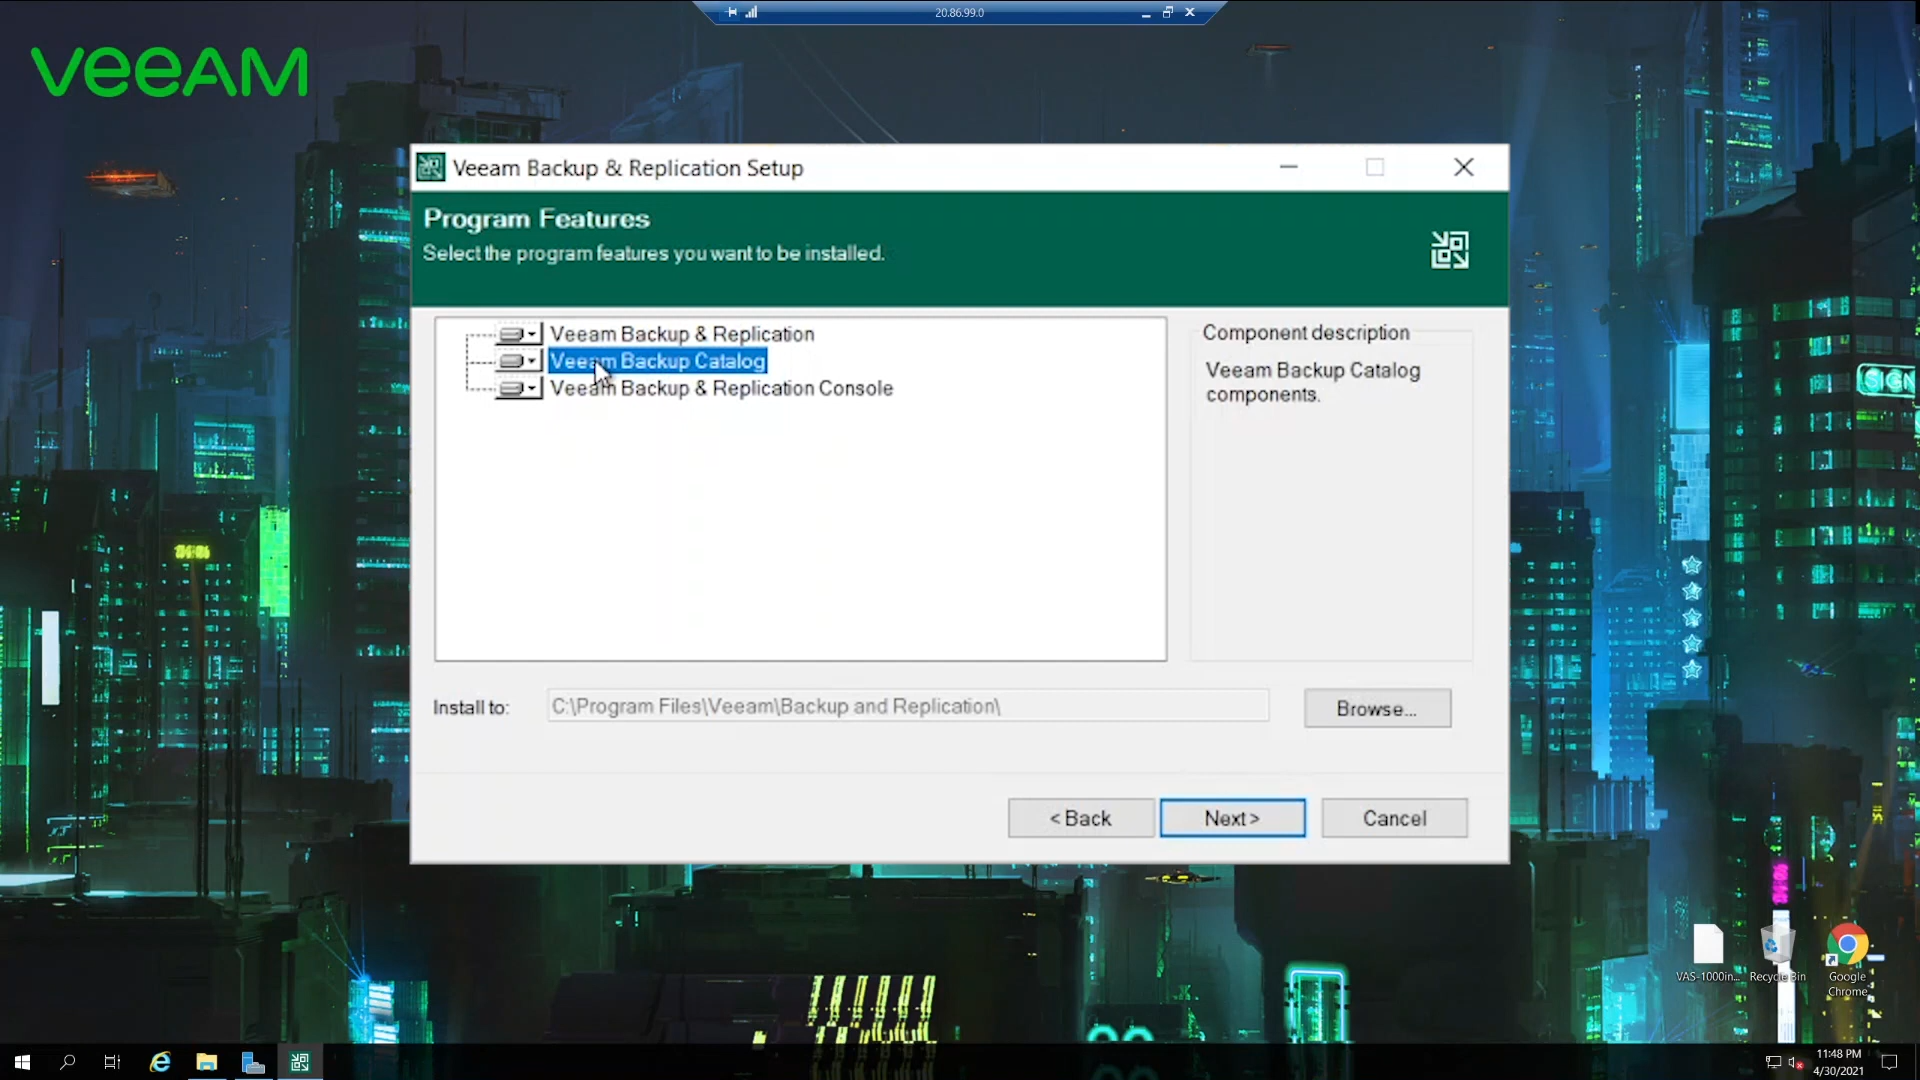 20.86.99.0
veeAM
Veeam Backup & Replication Setup
Program Features
Select the program features you want to be installed.
Veeam Backup & Replication
Veeam Backup Catalog
Veeam Backup & Replication Console
Component description
Veeam Backup Catalog
components.
Install to:
C:\Program Files\Veeam\Backup and Replication\
Browse...
< Back
Next >
Cancel
SIGN
VAS-1000in...
Recycle Bin
Google
Chrome
11:48 PM
4/30/2021